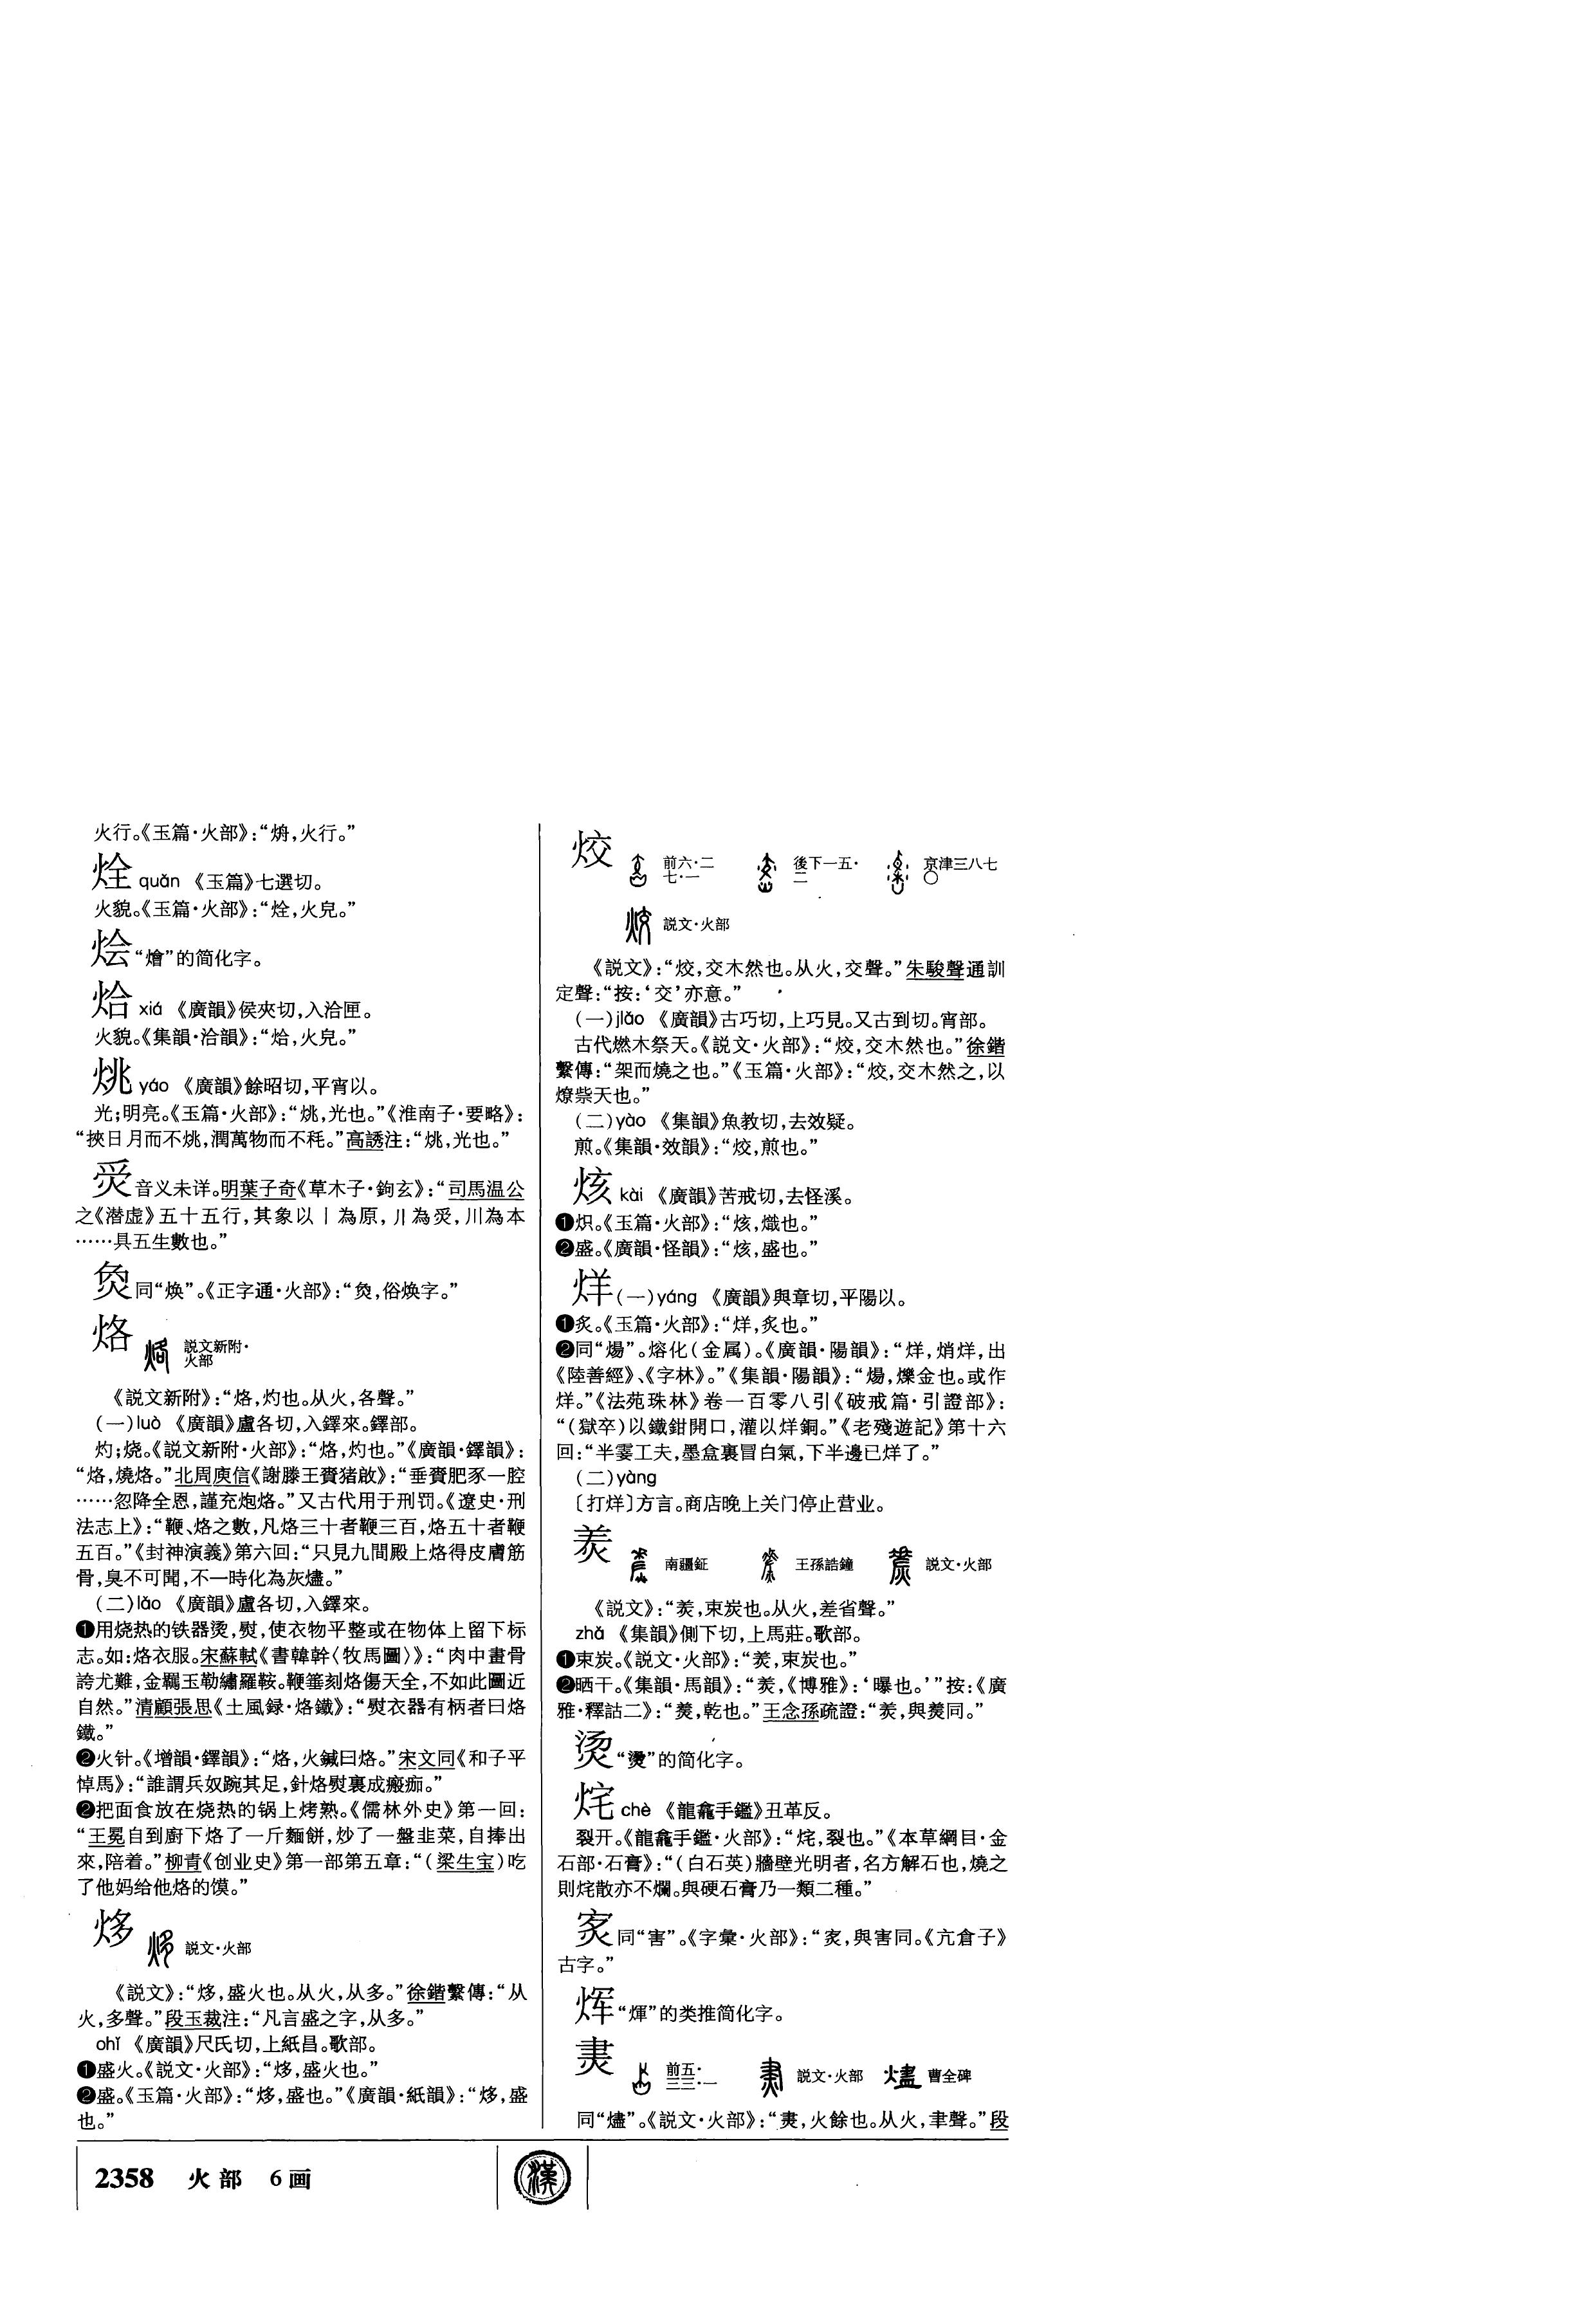 火行。《玉篇·火部》：“烐，火行。”
烇 quǎn 《玉篇》七選切。
火貌。《玉篇·火部》：“烇，火皃。”
烩 “燴”的简化字。
烚 xiá 《廣韻》侯夾切，入洽匣。
火貌。《集韻·洽韻》：“烚，火皃。”
烑 yáo 《廣韻》餘昭切，平宵以。
光；明亮。《玉篇·火部》：“烑，光也。”《淮南子·要略》：
“挾日月而不烑，潤萬物而不耗。”高誘注：“烑，光也。”
音义未详。明葉子奇《草木子·鉤玄》：“司馬温公
之《潜虚》五十五行，其象以丨為原，〢為𤆍，川為本
……具五生數也。”
同“焕”。《正字通·火部》：“㷀，俗焕字。”
烙 説文新附·
火部
《説文新附》：“烙，灼也。从火，各聲。”
（一）luò 《廣韻》盧各切，入鐸來。鐸部。
灼；烧。《説文新附·火部》：“烙，灼也。”《廣韻·鐸韻》：
“烙，燒烙。”北周庾信《謝滕王賚猪啟》：“垂賚肥豕一腔
……忽降全恩，謹充炮烙。”又古代用于刑罚。《遼史·刑
法志上》：“鞭、烙之數，凡烙三十者鞭三百，烙五十者鞭
五百。”《封神演義》第六回：“只見九間殿上烙得皮膚筋
骨，臭不可聞，不一時化為灰燼。”
（二）lǎo 《廣韻》盧各切，入鐸來。
❶用烧热的铁器烫，熨，使衣物平整或在物体上留下标
志。如：烙衣服。宋蘇軾《書韓幹〈牧馬圖〉》：“肉中畫骨
誇尤難，金羈玉勒繡羅鞍。鞭箠刻烙傷天全，不如此圖近
自然。”清顧張思《土風録·烙鐵》：“熨衣器有柄者曰烙
鐵。”
❷火针。《增韻·鐸韻》：“烙，火鍼曰烙。”宋文同《和子平
悼馬》：“誰謂兵奴踠其足，針烙熨裏成瘢痂。”
❷把面食放在烧热的锅上烤熟。《儒林外史》第一回：
“王冕自到廚下烙了一斤麵餅，炒了一盤韭菜，自捧出
來，陪着。”柳青《创业史》第一部第五章：“（梁生宝）吃
了他妈给他烙的馍。”
㶴 説文·火部
《説文》：“㶴，盛火也。从火，从多。”徐鍇繫傳：“从
火，多聲。”段玉裁注：“凡言盛之字，从多。”
ohǐ 《廣韻》尺氏切，上紙昌。歌部。
❶盛火。《説文·火部》：“㶴，盛火也。”
❷盛。《玉篇·火部》：“㶴，盛也。”《廣韻·紙韻》：“㶴，盛
也。”
烄 前六·二七·一 後下一五·二 京津三八七〇
説文·火部
《説文》：“烄，交木然也。从火，交聲。”朱駿聲通訓
定聲：“按：‘交’亦意。”
（一）jlǎo 《廣韻》古巧切，上巧見。又古到切。宵部。
古代燃木祭天。《説文·火部》：“烄，交木然也。”徐鍇
繫傳：“架而燒之也。”《玉篇·火部》：“烄，交木然之，以
燎祡天也。”
（二）yào 《集韻》魚教切，去效疑。
煎。《集韻·效韻》：“烄，煎也。”
烗 kài 《廣韻》苦戒切，去怪溪。
❶炽。《玉篇·火部》：“烗，熾也。”
❷盛。《廣韻·怪韻》：“烗，盛也。”
烊 （一）yáng 《廣韻》與章切，平陽以。
❶炙。《玉篇·火部》：“烊，炙也。”
❷同“煬”。熔化（金属）。《廣韻·陽韻》：“烊，焇烊，出
《陸善經》、《字林》。”《集韻·陽韻》：“煬，爍金也。或作
烊。”《法苑珠林》卷一百零八引《破戒篇·引證部》：
“（獄卒）以鐵鉗開口，灌以烊銅。”《老殘遊記》第十六
回：“半霎工夫，墨盒裏冒白氣，下半邊已烊了。”
（二）yàng
〔打烊〕方言。商店晚上关门停止营业。
羐 南疆鉦 王孫誥鐘 説文·火部
《説文》：“羐，束炭也。从火，差省聲。”
zhǎ 《集韻》側下切，上馬莊。歌部。
❶束炭。《説文·火部》：“羐，束炭也。”
❷晒干。《集韻·馬韻》：“羐，《博雅》：‘曝也。’”按：《廣
雅·釋詁二》：“㷢，乾也。”王念孫疏證：“羐，與㷢同。”
烫 “燙”的简化字。
烢 chè 《龍龕手鑑》丑革反。
裂开。《龍龕手鑑·火部》：“烢，裂也。”《本草綱目·金
石部·石膏》：“（白石英）牆壁光明者，名方解石也，燒之
則烢散亦不爛。與硬石膏乃一類二種。”
㶥 同“害”。《字彙·火部》：“㶥，與害同。《亢倉子》
古字。”
烣 “煇”的类推简化字。
㶳 前五·三三·一 説文·火部 曹全碑
同“燼”。《説文·火部》：“㶳，火餘也。从火，聿聲。”段
2358 火部 6画
漢